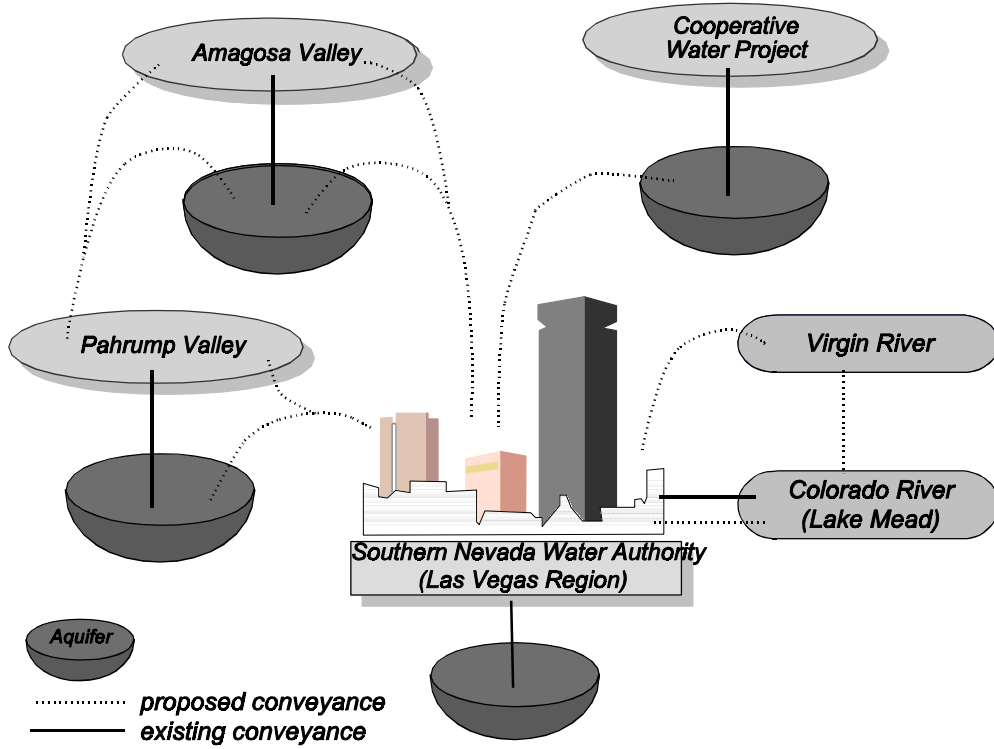 Amagosa Valley
Cooperative
Water Project
Pahrump Valley
Virgin River
Colorado River
(Lake Mead)
Southern Nevada Water Authority
(Las Vegas Region)
Aquifer
proposed conveyance
existing conveyance